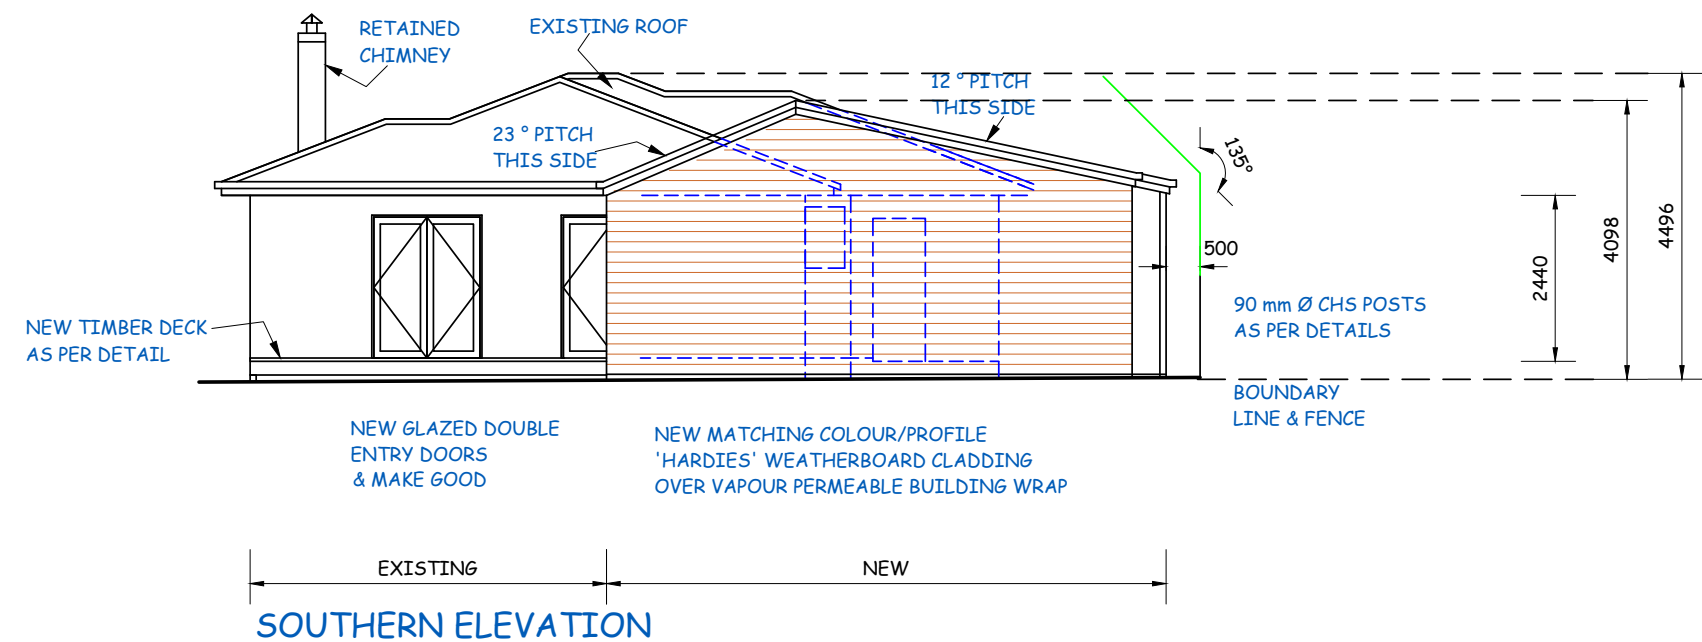 RETAINED
CHIMNEY
EXISTING ROOF
12 ° PITCH
THIS SIDE
23 ° PITCH
THIS SIDE
135°
500
2440
4098
4496
90 mm Ø CHS POSTS
AS PER DETAILS
NEW TIMBER DECK
AS PER DETAIL
BOUNDARY
LINE & FENCE
NEW GLAZED DOUBLE
ENTRY DOORS
& MAKE GOOD
NEW MATCHING COLOUR/PROFILE
'HARDIES' WEATHERBOARD CLADDING
OVER VAPOUR PERMEABLE BUILDING WRAP
EXISTING
NEW
SOUTHERN ELEVATION